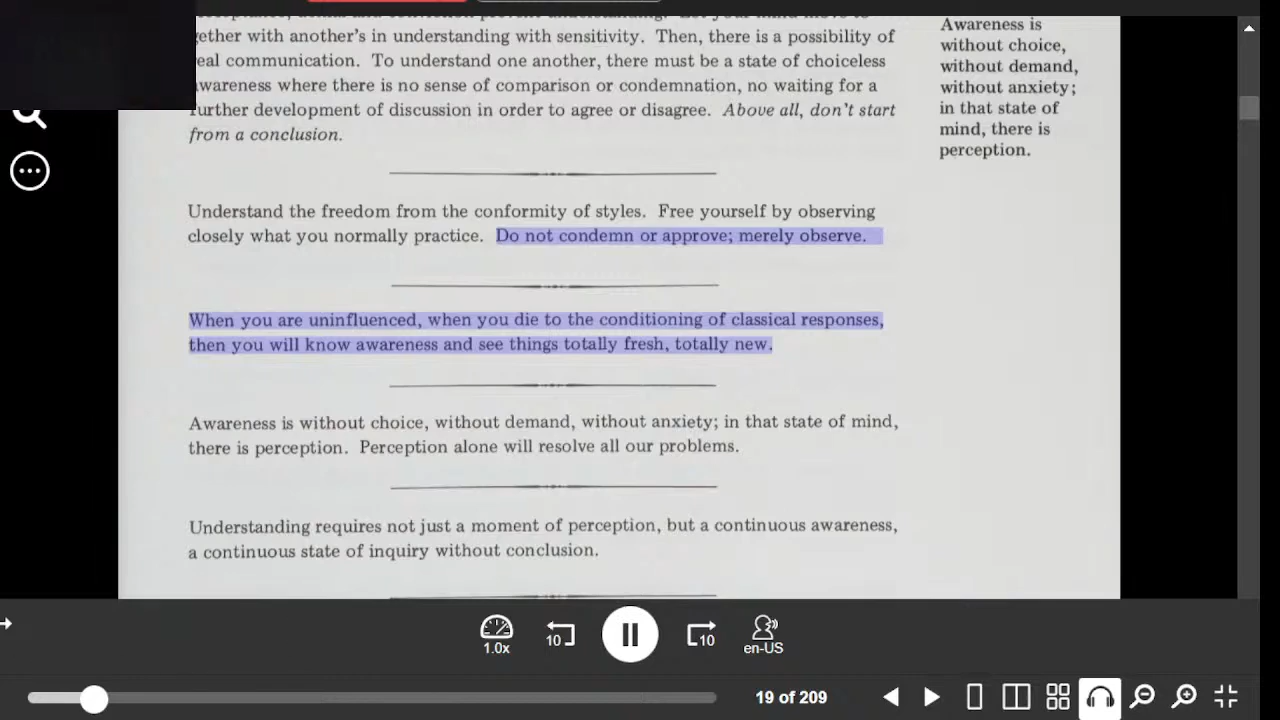 gether with another's in understanding with sensitivity. Then, there is a possibility of
real communication. To understand one another, there must be a state of choiceless
awareness where there is no sense of comparison or condemnation, no waiting for a
further development of discussion in order to agree or disagree. Above all, don't start
from a conclusion.
Understand the freedom from the conformity of styles. Free yourself by observing
closely what you normally practice. Do not condemn or approve; merely observe.
When you are uninfluenced, when you die to the conditioning of classical responses,
then you will know awareness and see things totally fresh, totally new.
Awareness is without choice, without demand, without anxiety; in that state of mind,
there is perception. Perception alone will resolve all our problems.
Understanding requires not just a moment of perception, but a continuous awareness,
a continuous state of inquiry without conclusion.
Awareness is
without choice,
without demand,
without anxiety;
in that state of
mind, there is
perception.
10
10
1.0x
en-US
19 of 209